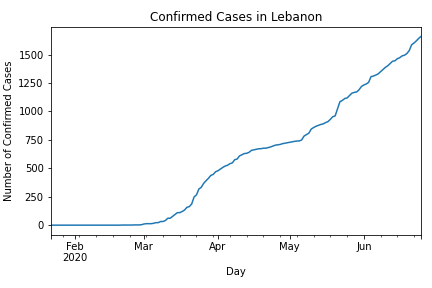 Confirmed Cases in Lebanon
Number of Confirmed Cases
1500
1250
1000
750
500
250
0
Feb
2020
Mar
Apr
May
Jun
Day